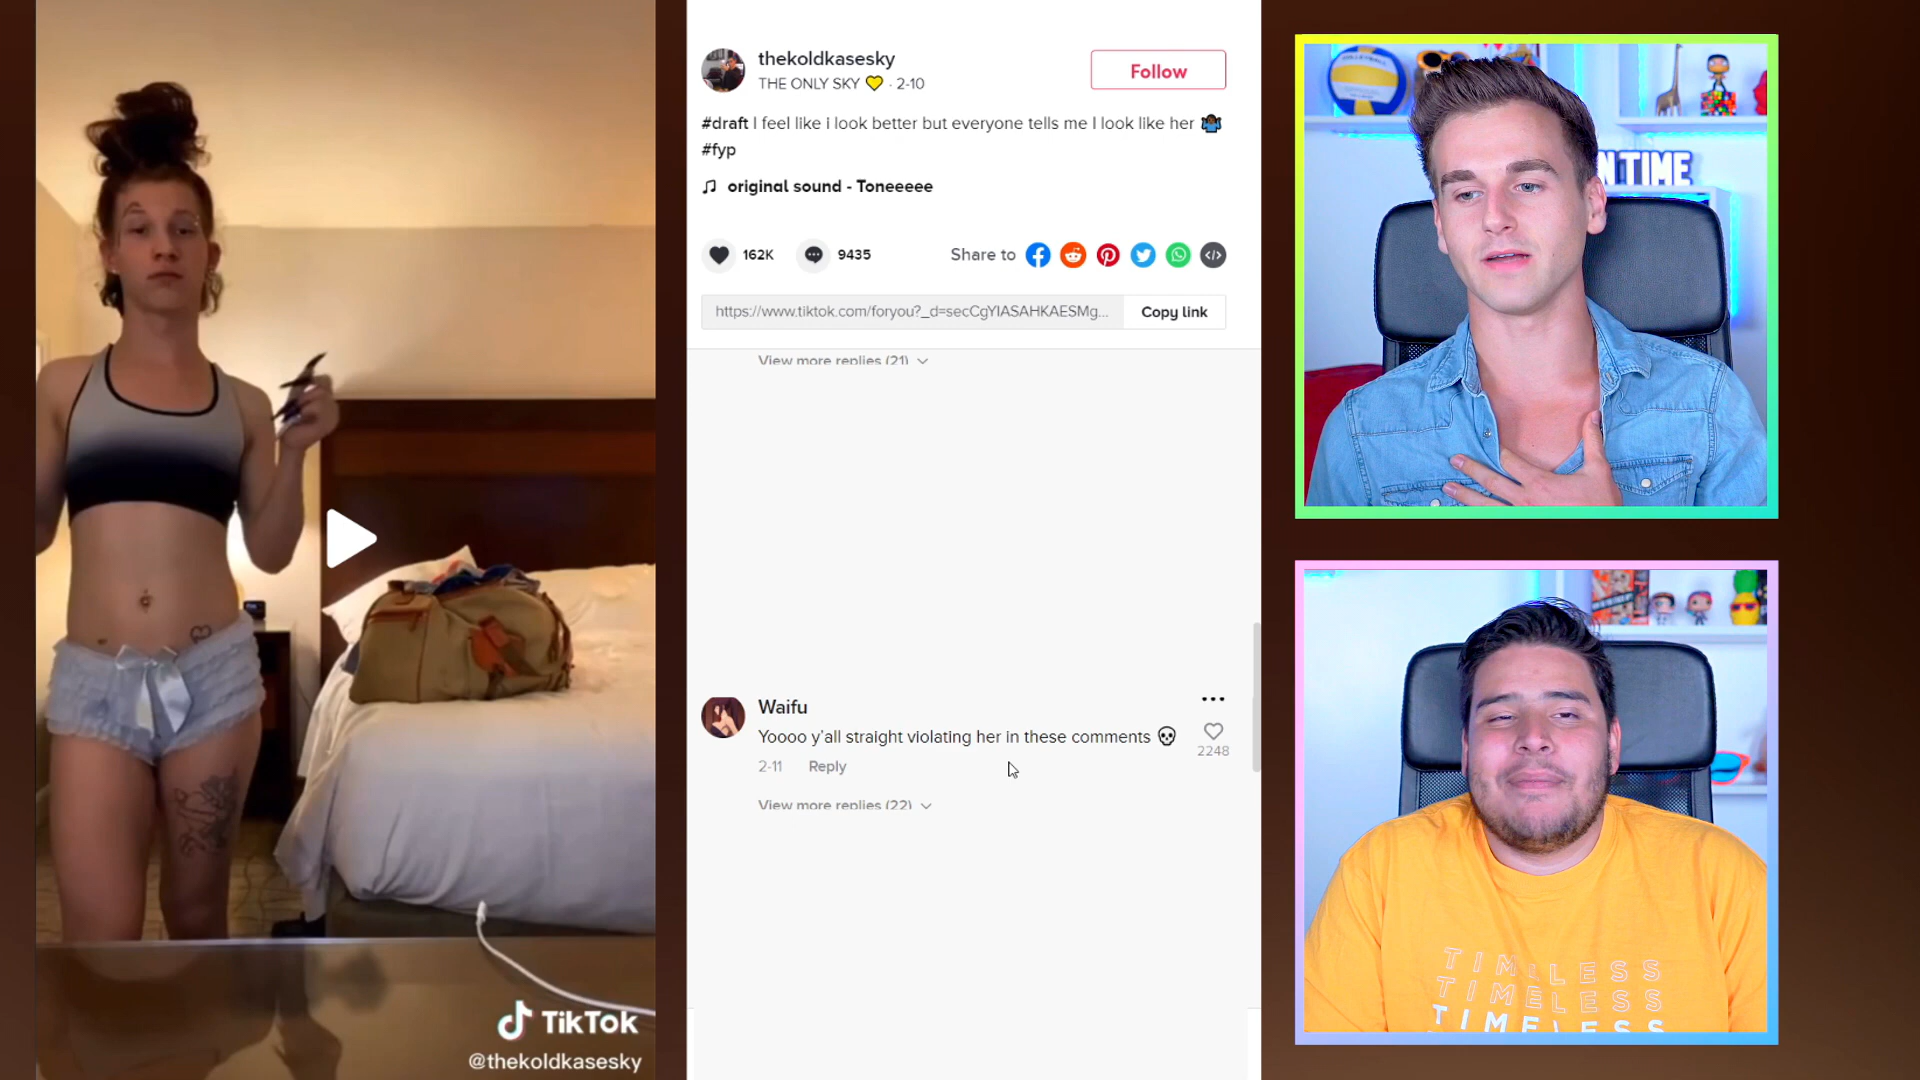 TikTok
@thekoldkasesky
thekoldkasesky
THE ONLY SKY 💛 · 2-10
Follow
#draft I feel like i look better but everyone tells me I look like her 🤷🏿
#fyp
original sound - Toneeeee
162K
9435
Share to
https://www.tiktok.com/foryou?_d=secCgYIASAHKAESMg...
Copy link
View more replies (21)
Waifu
Yoooo y'all straight violating her in these comments 💀
2248
2-11 Reply
View more replies (22)
N TIME
TIMELESS
TIMELESS
TIMELESS